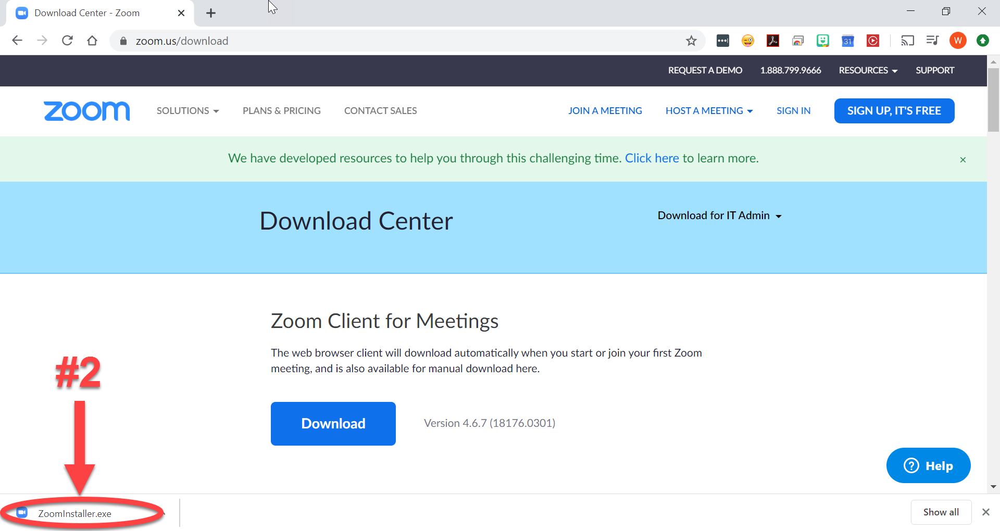 Download Center - Zoom
zoom.us/download
31
W
REQUEST A DEMO 1.888.799.9666 RESOURCES SUPPORT
zoom SOLUTIONS PLANS & PRICING CONTACT SALES JOIN A MEETING HOST A MEETING SIGN IN SIGN UP, IT'S FREE
We have developed resources to help you through this challenging time. Click here to learn more.
Download Center
Download for IT Admin
Zoom Client for Meetings
The web browser client will download automatically when you start or join your first Zoom
meeting, and is also available for manual download here.
#2
Download Version 4.6.7 (18176.0301)
Help
ZoomInstaller.exe
Show all